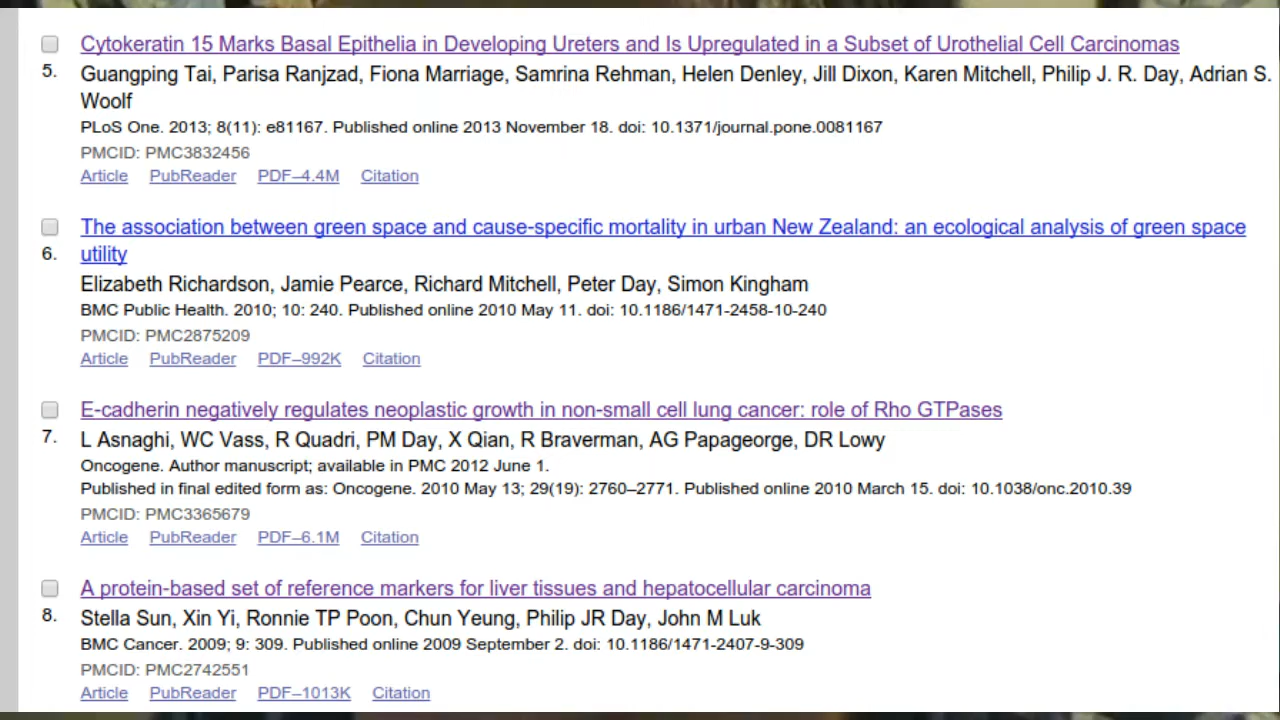 Cytokeratin 15 Marks Basal Epithelia in Developing Ureters and Is Upregulated in a Subset of Urothelial Cell Carcinomas
5. Guangping Tai, Parisa Ranjzad, Fiona Marriage, Samrina Rehman, Helen Denley, Jill Dixon, Karen Mitchell, Philip J. R. Day, Adrian S.
Woolf
PLoS One. 2013; 8(11): e81167. Published online 2013 November 18. doi: 10.1371/journal.pone.0081167
PMCID: PMC3832456
Article PubReader PDF–4.4M Citation
The association between green space and cause-specific mortality in urban New Zealand: an ecological analysis of green space
6. utility
Elizabeth Richardson, Jamie Pearce, Richard Mitchell, Peter Day, Simon Kingham
BMC Public Health. 2010; 10: 240. Published online 2010 May 11. doi: 10.1186/1471-2458-10-240
PMCID: PMC2875209
Article PubReader PDF–992K Citation
E-cadherin negatively regulates neoplastic growth in non-small cell lung cancer: role of Rho GTPases
7. L Asnaghi, WC Vass, R Quadri, PM Day, X Qian, R Braverman, AG Papageorge, DR Lowy
Oncogene. Author manuscript; available in PMC 2012 June 1.
Published in final edited form as: Oncogene. 2010 May 13; 29(19): 2760–2771. Published online 2010 March 15. doi: 10.1038/onc.2010.39
PMCID: PMC3365679
Article PubReader PDF–6.1M Citation
A protein-based set of reference markers for liver tissues and hepatocellular carcinoma
8. Stella Sun, Xin Yi, Ronnie TP Poon, Chun Yeung, Philip JR Day, John M Luk
BMC Cancer. 2009; 9: 309. Published online 2009 September 2. doi: 10.1186/1471-2407-9-309
PMCID: PMC2742551
Article PubReader PDF–1013K Citation